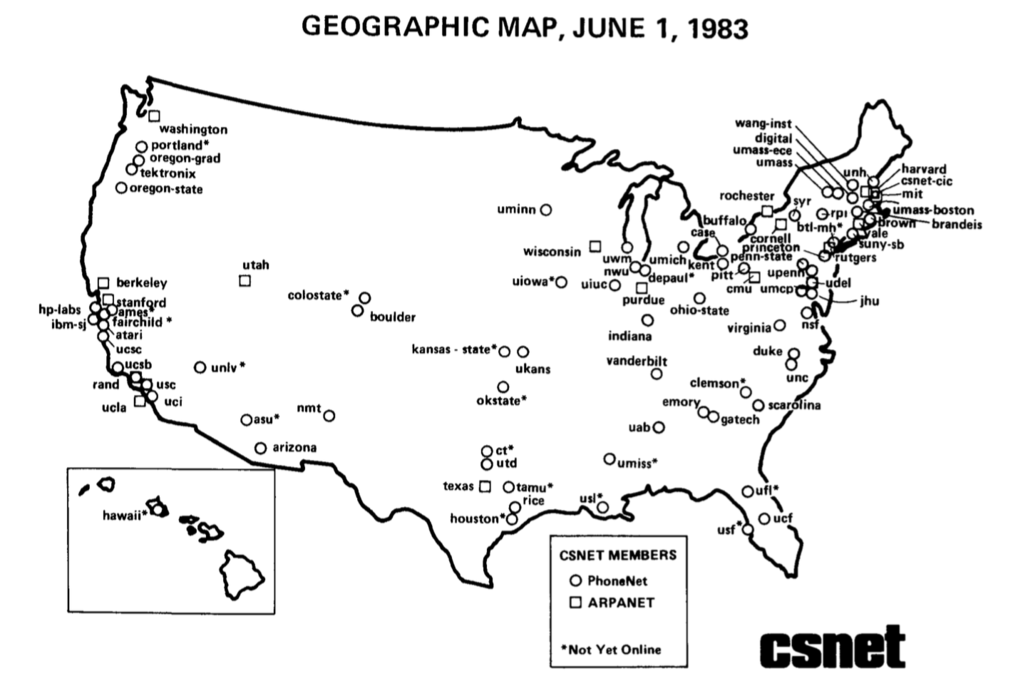 GEOGRAPHIC MAP, JUNE 1, 1983
washington
portland*
oregon-grad
tektronix
oregon-state
berkeley
stanford
ames*
hp-labs
fairchild *
ibm-sj
atari
ucsc
ucsb
rand
usc
uci
ucla
utah
unlv*
asu*
arizona
nmt
colostate*
boulder
kansas - state*
ukans
okstate*
ct*
utd
texas
tamu*
rice
houston*
usl*
uminn
wisconsin
uwm
umich
nwu
depaul*
uiowa*
uiuc
purdue
indiana
ohio-state
vanderbilt
uab
umiss*
emory
gatech
clemson*
scarolina
ufl*
ucf
usf*
wang-inst
digital
umass-ece
umass
unh
harvard
csnet-cic
mit
umass-boston
brandeis
brown
yale
suny-sb
rutgers
rochester
syr
rpi
buffalo
cornell
btl-mh*
case
princeton
kent
penn-state
pitt
cmu
upenn
udel
umcp
jhu
nsf
virginia
duke
unc
hawaii*
CSNET MEMBERS
PhoneNet
ARPANET
*Not Yet Online
csnet